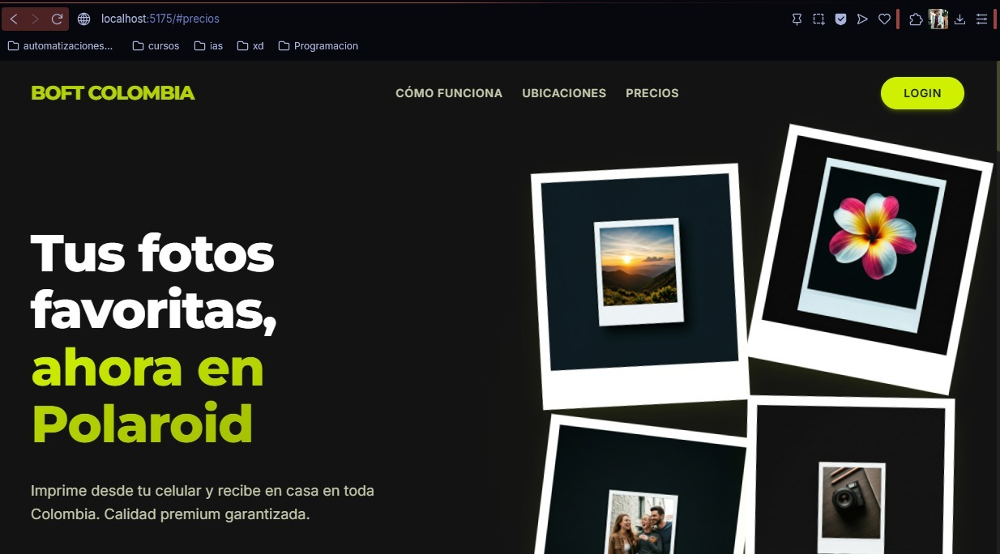 localhost:5175/#precios
automatizaciones...
cursos
ias
xd
Programacion
BOFT COLOMBIA
CÓMO FUNCIONA
UBICACIONES
PRECIOS
LOGIN
Tus fotos
favoritas,
ahora en
Polaroid
Imprime desde tu celular y recibe en casa en toda
Colombia. Calidad premium garantizada.